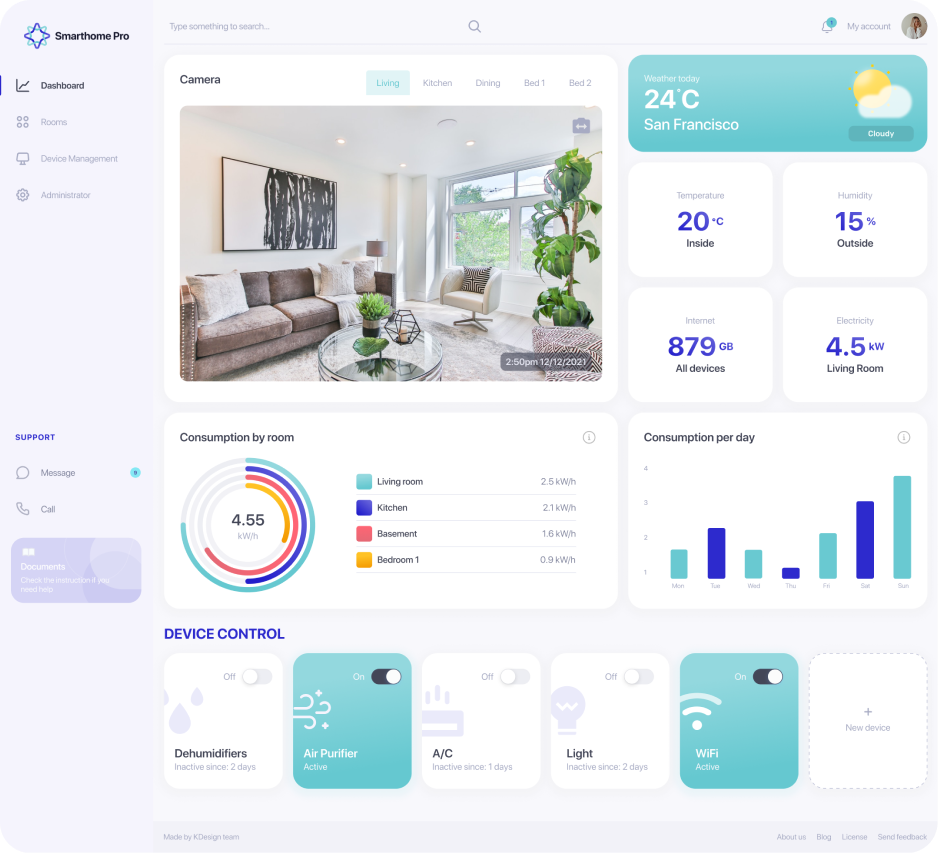 Smarthome Pro
Dashboard
Rooms
Device Management
Administrator
SUPPORT
Message
9
Call
Documents
Check the instruction if you
need help
Type something to search...
1
My account
Camera
Living
Kitchen
Dining
Bed 1
Bed 2
2:50pm 12/12/2021
Weather today
24°C
San Francisco
Cloudy
Temperature
20 °C
Inside
Humidity
15 %
Outside
Internet
879 GB
All devices
Electricity
4.5 kW
Living Room
Consumption by room
4.55
kW/h
Living room 2.5 kW/h
Kitchen 2.1 kW/h
Basement 1.6 kW/h
Bedroom 1 0.9 kW/h
Consumption per day
4
3
2
1
Mon Tue Wed Thu Fri Sat Sun
DEVICE CONTROL
Off
Dehumidifiers
Inactive since: 2 days
On
Air Purifier
Active
Off
A/C
Inactive since: 1 days
Off
Light
Inactive since: 2 days
On
WiFi
Active
+
New device
Made by KDesign team
About us Blog License Send feedback